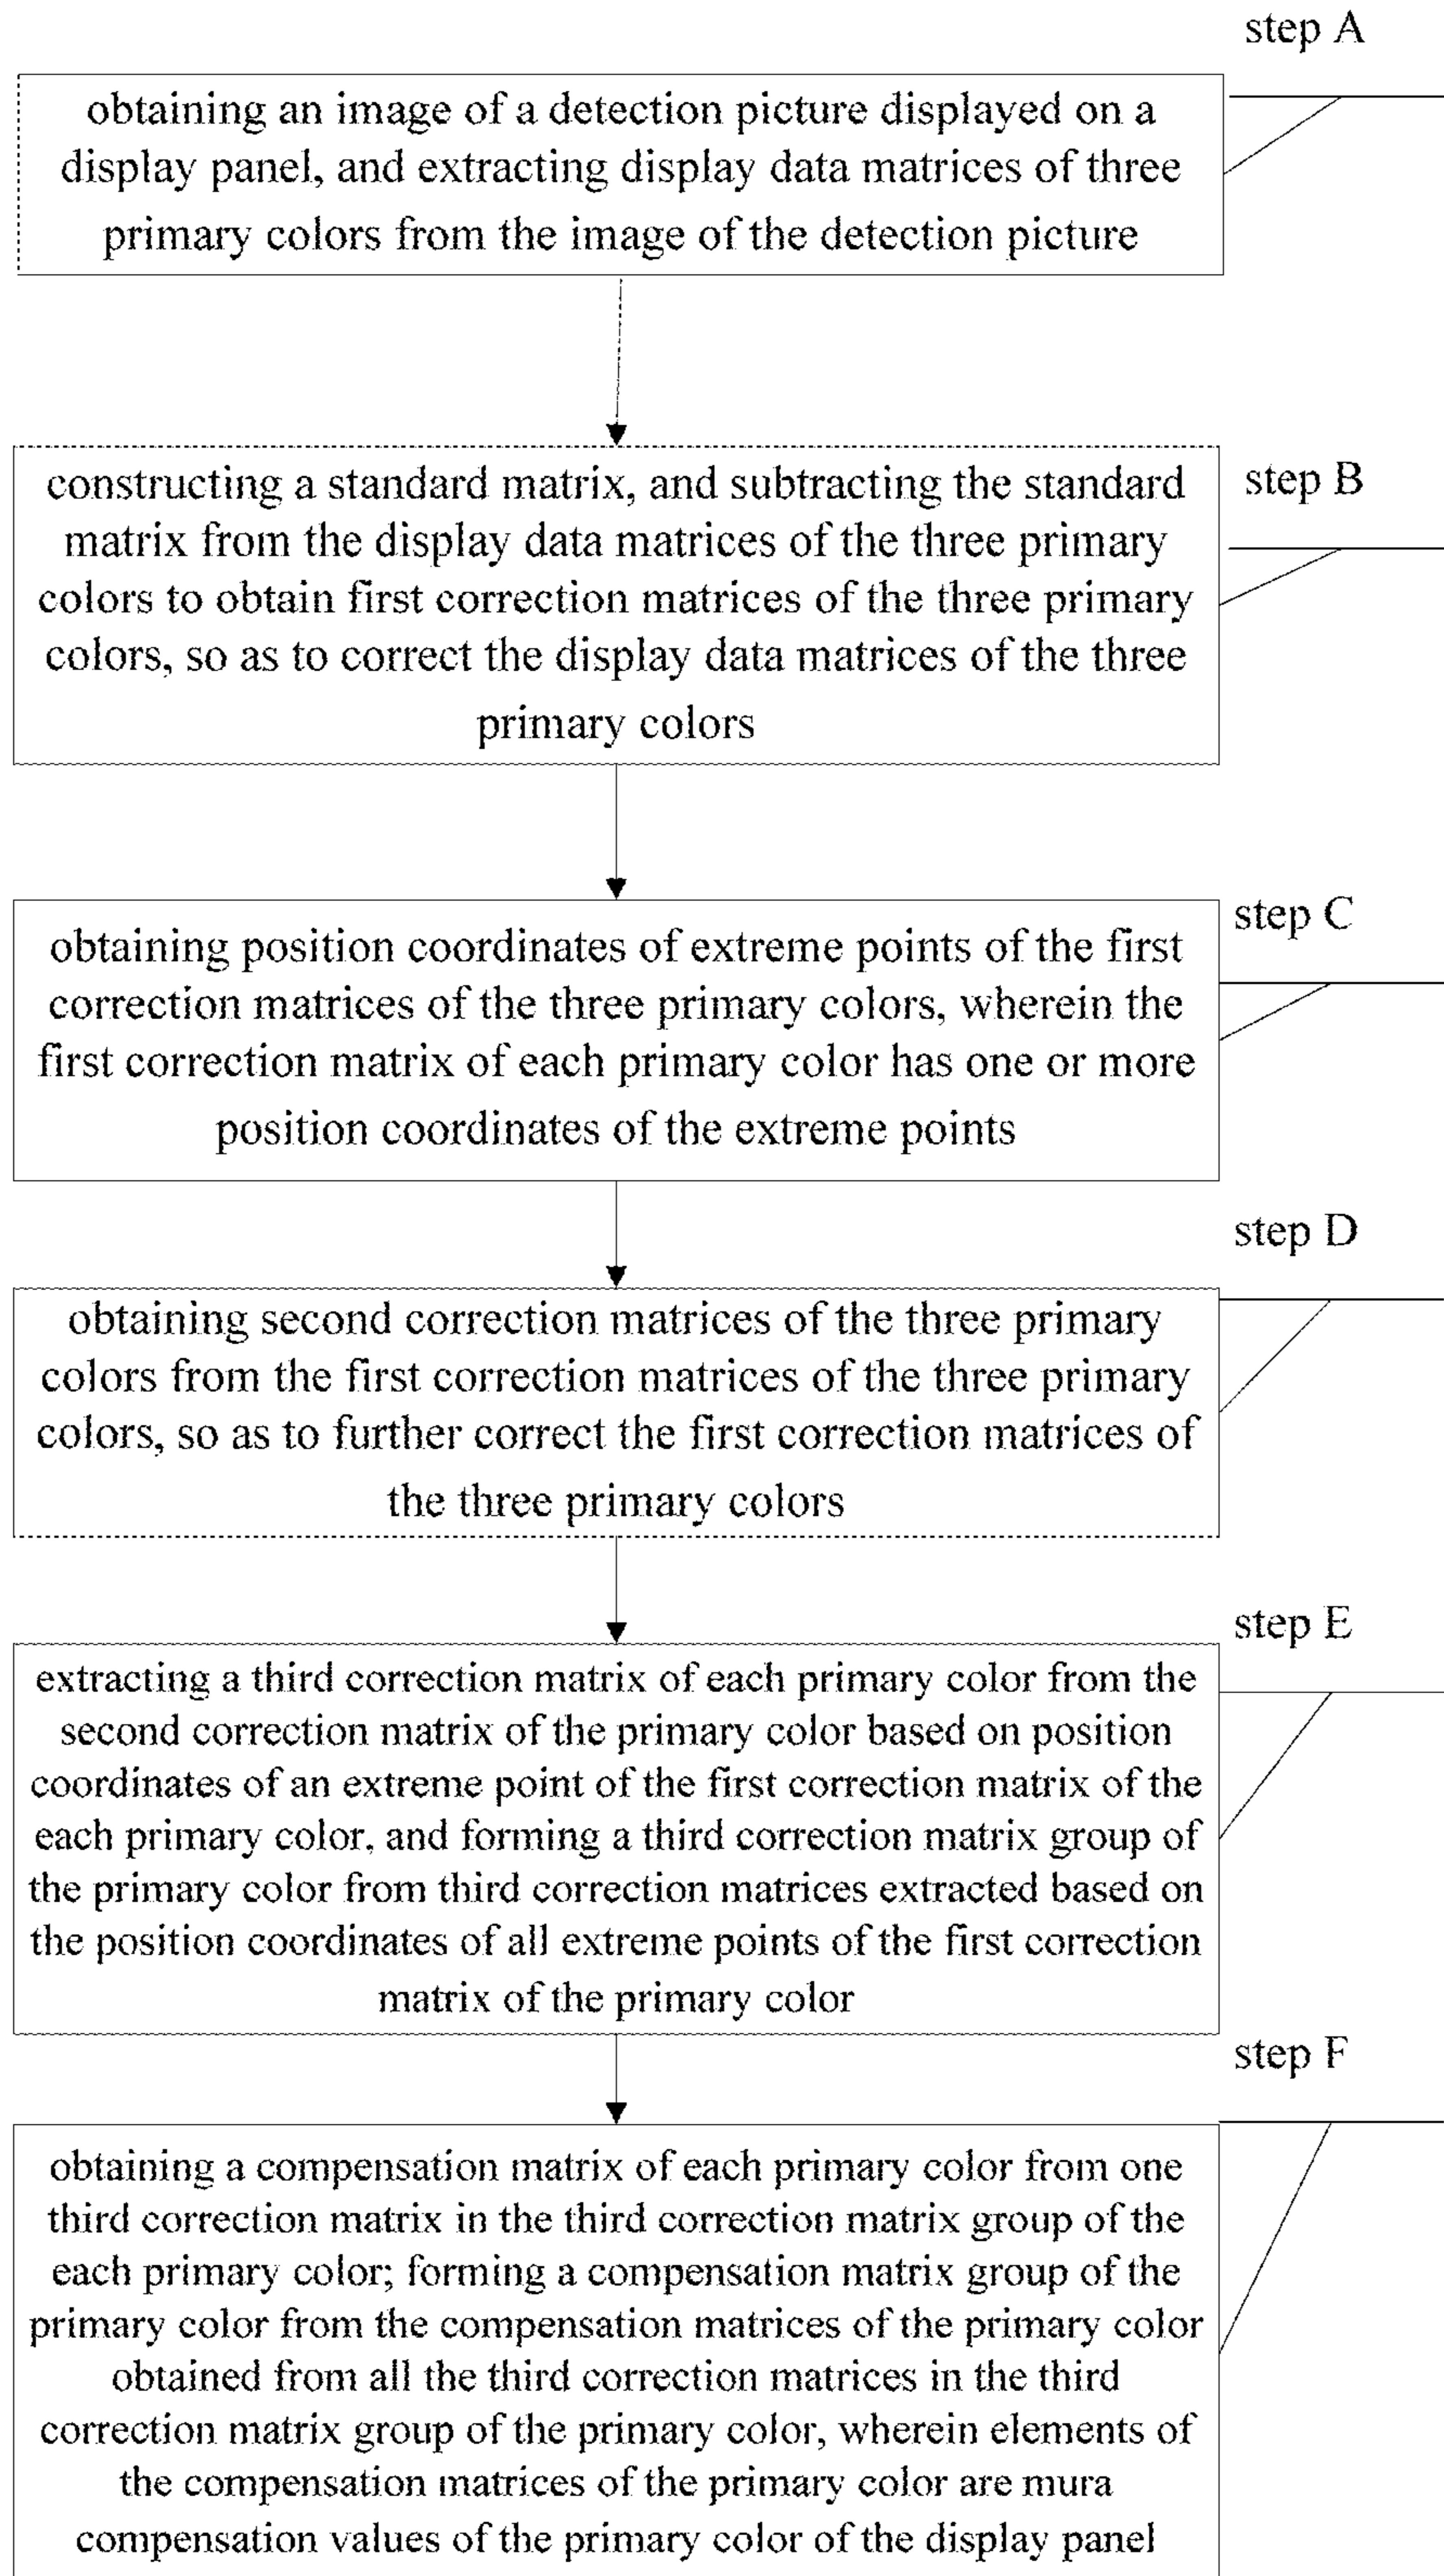 step A
obtaining an image of a detection picture displayed on a
display panel, and extracting display data matrices of three
primary colors from the image of the detection picture
step B
constructing a standard matrix, and subtracting the standard
matrix from the display data matrices of the three primary
colors to obtain first correction matrices of the three primary
colors, so as to correct the display data matrices of the three
primary colors
step C
obtaining position coordinates of extreme points of the first
correction matrices of the three primary colors, wherein the
first correction matrix of each primary color has one or more
position coordinates of the extreme points
step D
obtaining second correction matrices of the three primary
colors from the first correction matrices of the three primary
colors, so as to further correct the first correction matrices of
the three primary colors
step E
extracting a third correction matrix of each primary color from the
second correction matrix of the primary color based on position
coordinates of an extreme point of the first correction matrix of the
each primary color, and forming a third correction matrix group of
the primary color from third correction matrices extracted based on
the position coordinates of all extreme points of the first correction
matrix of the primary color
step F
obtaining a compensation matrix of each primary color from one
third correction matrix in the third correction matrix group of the
each primary color; forming a compensation matrix group of the
primary color from the compensation matrices of the primary color
obtained from all the third correction matrices in the third
correction matrix group of the primary color, wherein elements of
the compensation matrices of the primary color are mura
compensation values of the primary color of the display panel